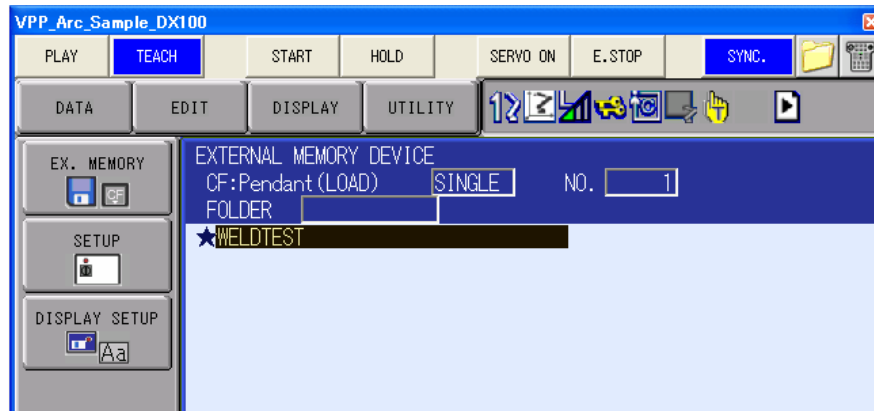 VPP_Arc_Sample_DX100
PLAY TEACH START HOLD SERVO ON E.STOP SYNC.
DATA EDIT DISPLAY UTILITY
EX. MEMORY
CF
SETUP
DISPLAY SETUP
Aa
EXTERNAL MEMORY DEVICE
CF:Pendant(LOAD) SINGLE NO. 1
FOLDER
★WELDTEST